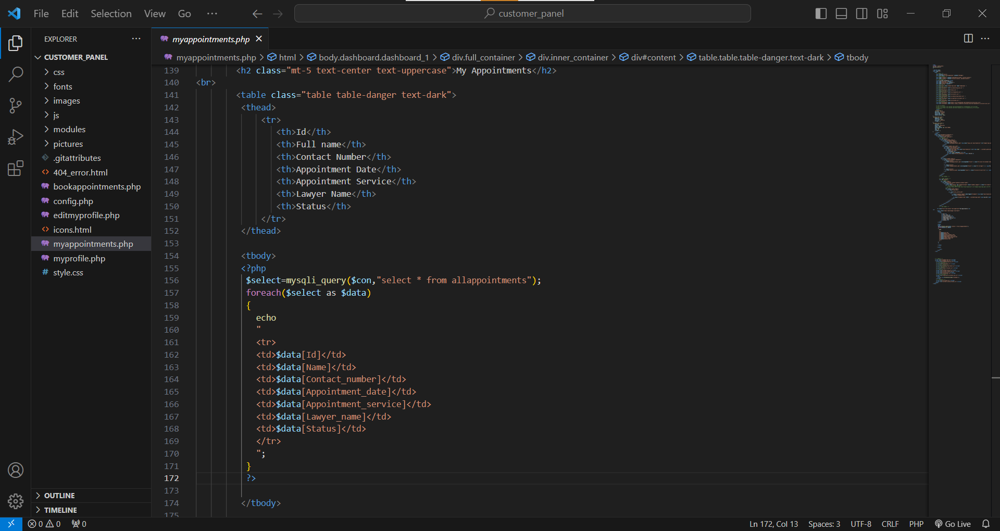 File Edit Selection View Go ··· customer_panel
EXPLORER ···
CUSTOMER_PANEL
css
fonts
images
js
modules
pictures
.gitattributes
404_error.html
bookappointments.php
config.php
editmyprofile.php
icons.html
myappointments.php
myprofile.php
style.css
OUTLINE
TIMELINE
myappointments.php
myappointments.php > html > body.dashboard.dashboard_1 > div.full_container > div.inner_container > div#content > table.table.table-danger.text-dark > tbody
139 <h2 class="mt-5 text-center text-uppercase">My Appointments</h2>
140 <br>
141 <table class="table table-danger text-dark">
142 <thead>
143 <tr>
144 <th>Id</th>
145 <th>Full name</th>
146 <th>Contact Number</th>
147 <th>Appointment Date</th>
148 <th>Appointment Service</th>
149 <th>Lawyer Name</th>
150 <th>Status</th>
151 </tr>
152 </thead>
153
154 <tbody>
155 <?php
156 $select=mysqli_query($con,"select * from allappointments");
157 foreach($select as $data)
158 {
159 echo
160 "
161 <tr>
162 <td>$data[Id]</td>
163 <td>$data[Name]</td>
164 <td>$data[Contact_number]</td>
165 <td>$data[Appointment_date]</td>
166 <td>$data[Appointment_service]</td>
167 <td>$data[Lawyer_name]</td>
168 <td>$data[Status]</td>
169 </tr>
170 ";
171 }
172 ?>
173
174 </tbody>
175
0 0 0 Ln 172, Col 13 Spaces: 3 UTF-8 CRLF PHP Go Live